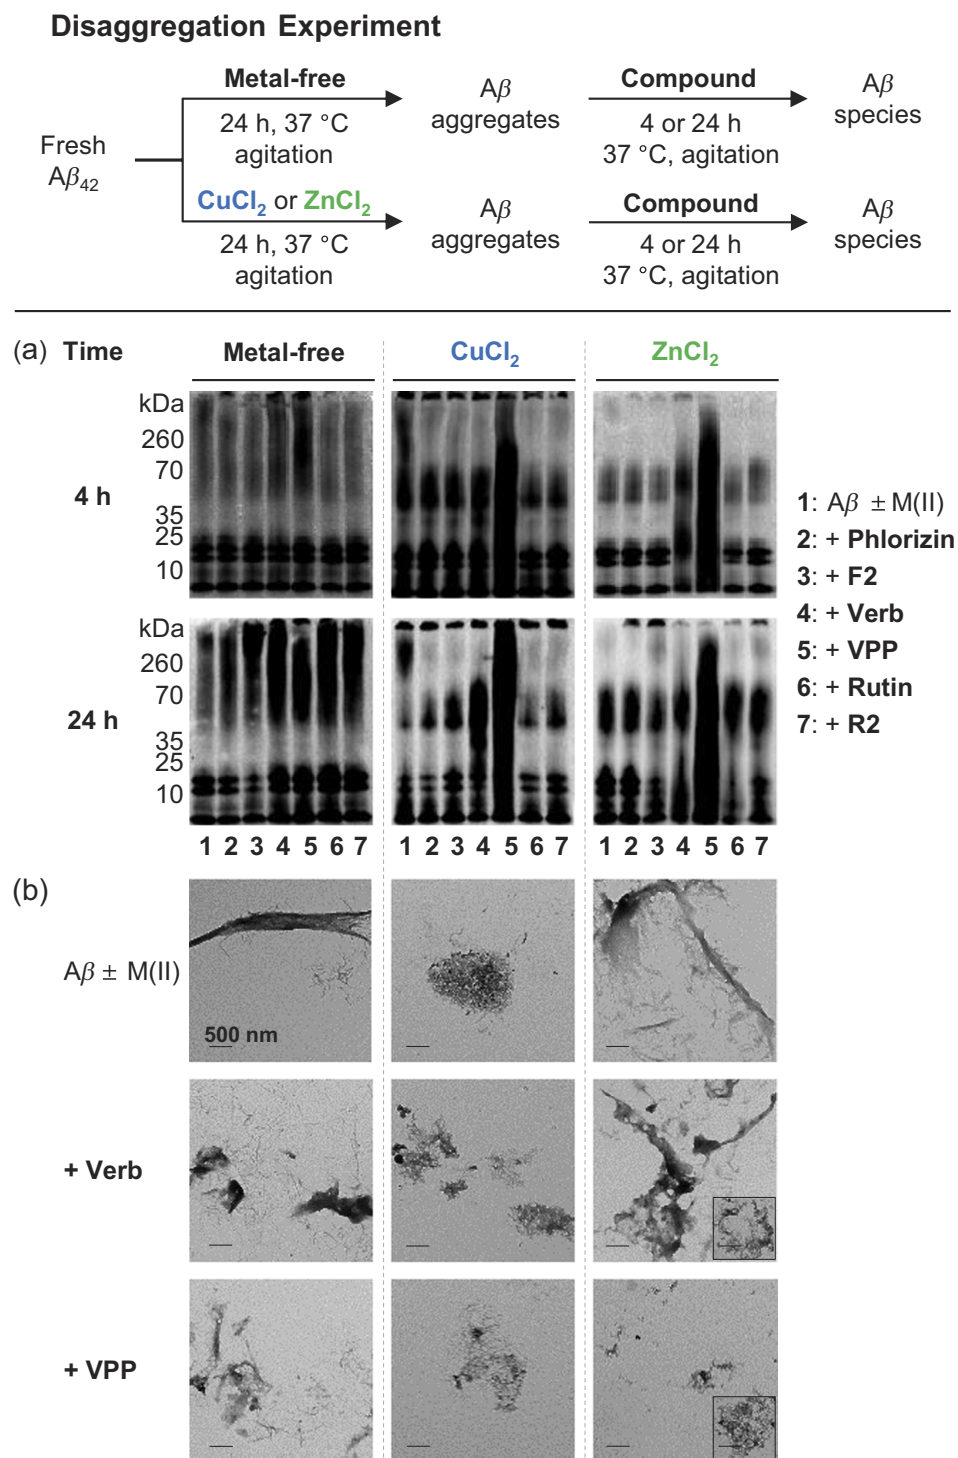 Disaggregation Experiment
Fresh
Aβ₄₂
Metal-free
24 h, 37 °C
agitation
Aβ
aggregates
Compound
4 or 24 h
37 °C, agitation
Aβ
species
CuCl₂ or ZnCl₂
24 h, 37 °C
agitation
Aβ
aggregates
Compound
4 or 24 h
37 °C, agitation
Aβ
species
(a) Time Metal-free CuCl₂ ZnCl₂
4 h
kDa
260
70
35
25
10
24 h
kDa
260
70
35
25
10
1 2 3 4 5 6 7 1 2 3 4 5 6 7 1 2 3 4 5 6 7
1: Aβ ± M(II)
2: + Phlorizin
3: + F2
4: + Verb
5: + VPP
6: + Rutin
7: + R2
(b)
Aβ ± M(II)
500 nm
+ Verb
+ VPP